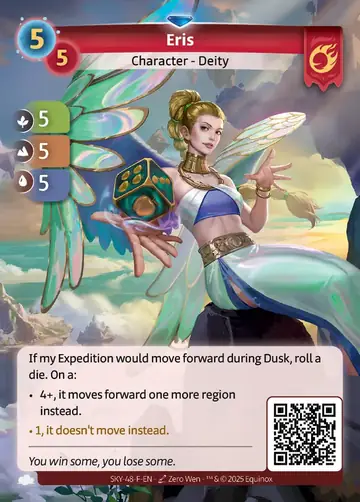 5
Eris
5
Character - Deity
5
5
5
If my Expedition would move forward during Dusk, roll a
die. On a:
• 4+, it moves forward one more region
instead.
• 1, it doesn't move instead.
You win some, you lose some.
SKY-48-F-EN - Zero Wen - ™ & © 2025 Equinox